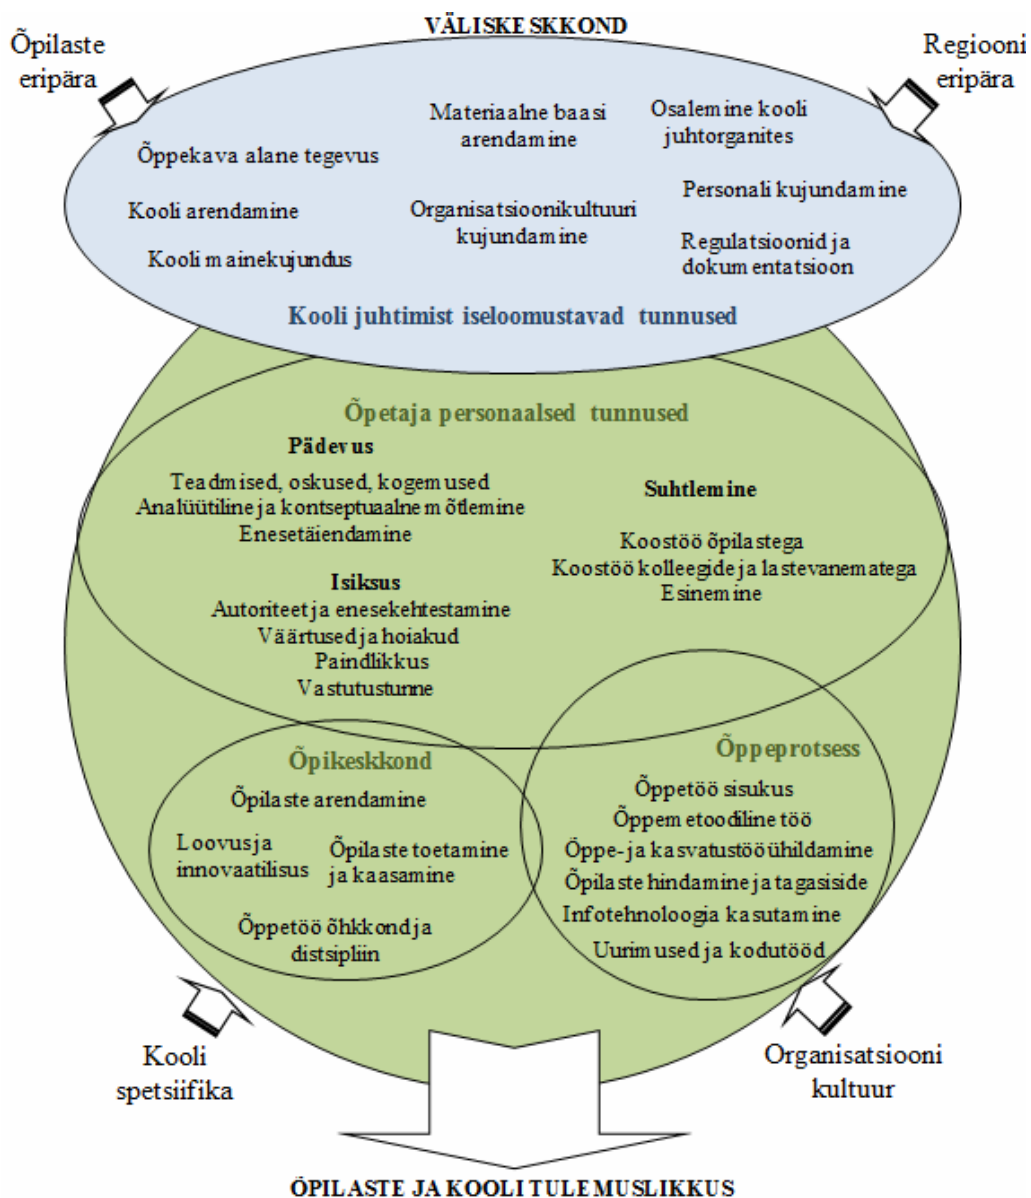 VÄLISKESKKOND
Õpilaste
eripära
Regiooni
eripära
Materiaalne baasi
arendamine
Osalemine kooli
juhtorganites
Õppekava alane tegevus
Personali kujundamine
Kooli arendamine
Organisatsioonikultuuri
kujundamine
Kooli mainekujundus
Regulatsioonid ja
dokumentatsioon
Kooli juhtimist iseloomustavad tunnused
Õpetaja personaalsed tunnused
Pädevus
Teadmised, oskused, kogemused
Analüütiline ja kontseptuaalne mõtlemine
Enesetäiendamine
Suhtlemine
Koostöö õpilastega
Koostöö kolleegide ja lastevanematega
Esinemine
Isiksus
Autoriteet ja enesekehtestamine
Väärtused ja hoiakud
Paindlikkus
Vastutustunne
Õpikeskkond
Õpilaste arendamine
Loovus ja
innovaatilisus
Õpilaste toetamine
ja kaasamine
Õppetöö õhkkond ja
distsipliin
Õppeprotsess
Õppetöö sisukus
Õppemetoodiline töö
Õppe- ja kasvatustöö ühildamine
Õpilaste hindamine ja tagasiside
Infotehnoloogia kasutamine
Uurimused ja kodutööd
Kooli
spetsiifika
Organisatsiooni
kultuur
ÕPILASTE JA KOOLI TULEMUSLIKKUS